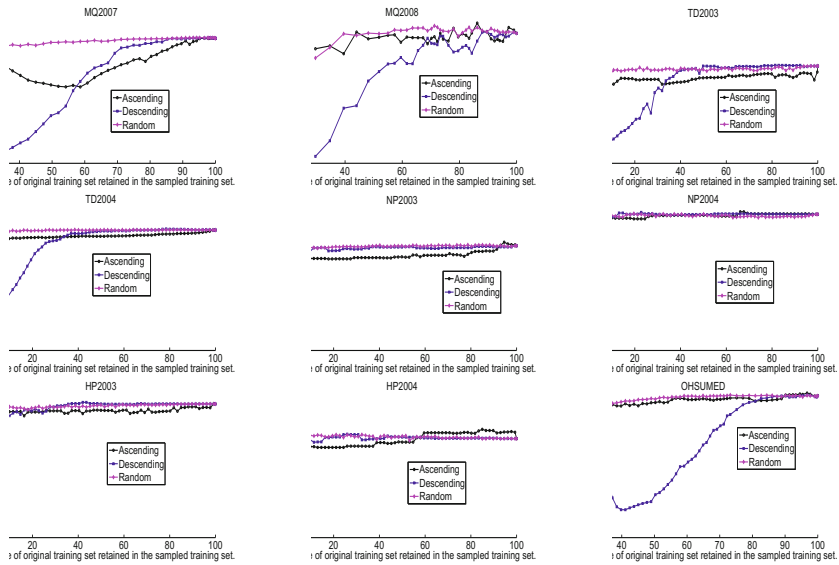 MQ2007
MQ2008
TD2003
Ascending
Descending
Random
Ascending
Descending
Random
Ascending
Descending
Random
40 50 60 70 80 90 100
40 60 80 100
20 40 60 80 100
e of original training set retained in the sampled training set.
e of original training set retained in the sampled training set.
e of original training set retained in the sampled training set.
TD2004
NP2003
NP2004
Ascending
Descending
Random
Ascending
Descending
Random
Ascending
Descending
Random
20 40 60 80 100
20 40 60 80 100
20 40 60 80 100
e of original training set retained in the sampled training set.
e of original training set retained in the sampled training set.
e of original training set retained in the sampled training set.
HP2003
HP2004
OHSUMED
Ascending
Descending
Random
Ascending
Descending
Random
Ascending
Descending
Random
20 40 60 80 100
20 40 60 80 100
40 50 60 70 80 90 100
e of original training set retained in the sampled training set.
e of original training set retained in the sampled training set.
e of original training set retained in the sampled training set.